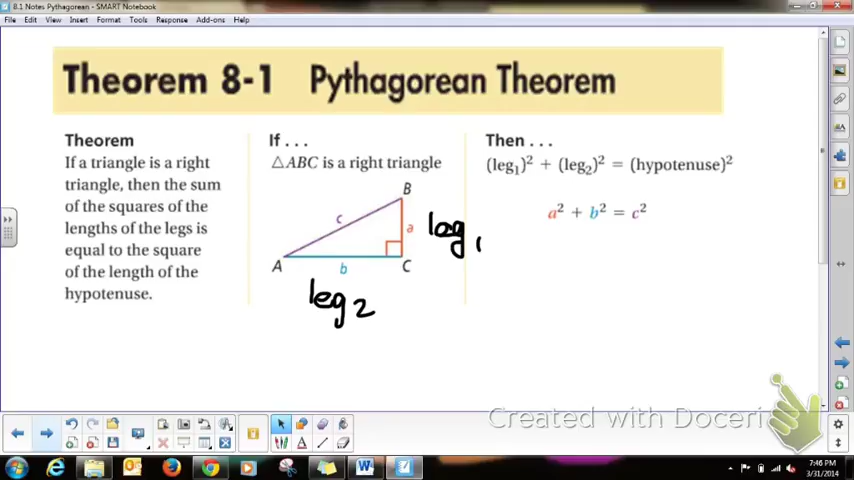 8.1 Notes Pythagorean - SMART Notebook
File Edit View Insert Format Tools Response Add-ons Help
Theorem 8-1 Pythagorean Theorem
Theorem
If a triangle is a right
triangle, then the sum
of the squares of the
lengths of the legs is
equal to the square
of the length of the
hypotenuse.
If . . .
△ABC is a right triangle
B
c
a
A
b
C
leg 1
leg 2
Then . . .
(leg₁)² + (leg₂)² = (hypotenuse)²
a² + b² = c²
Created with Doceri
7:46 PM
3/31/2014